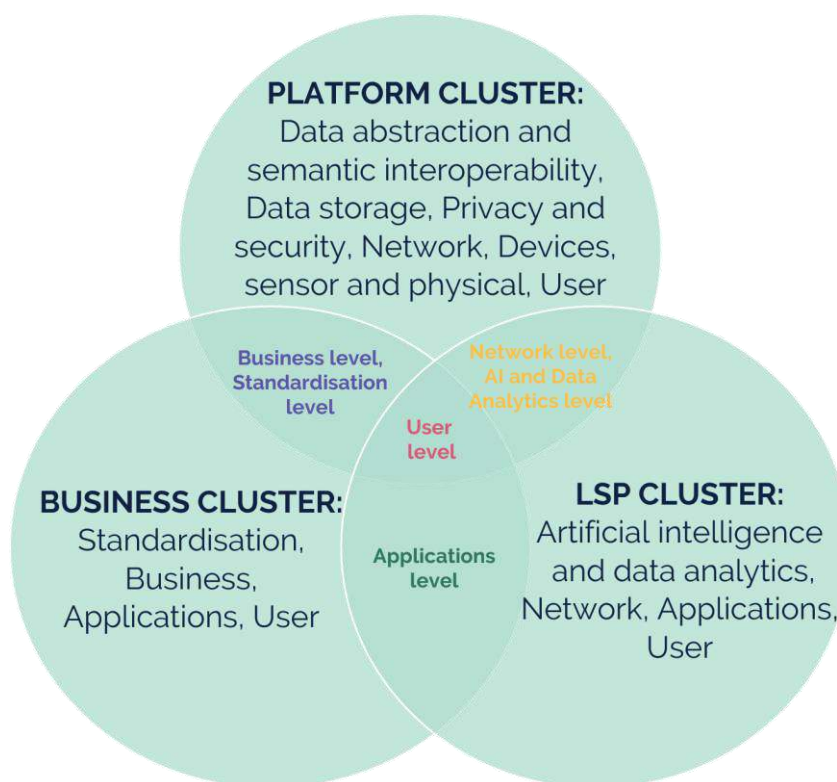 PLATFORM CLUSTER:
Data abstraction and
semantic interoperability,
Data storage, Privacy and
security, Network, Devices,
sensor and physical, User
Business level,
Standardisation
level
Network level,
AI and Data
Analytics level
User
level
BUSINESS CLUSTER:
Standardisation,
Business,
Applications, User
Applications
level
LSP CLUSTER:
Artificial intelligence
and data analytics,
Network, Applications,
User